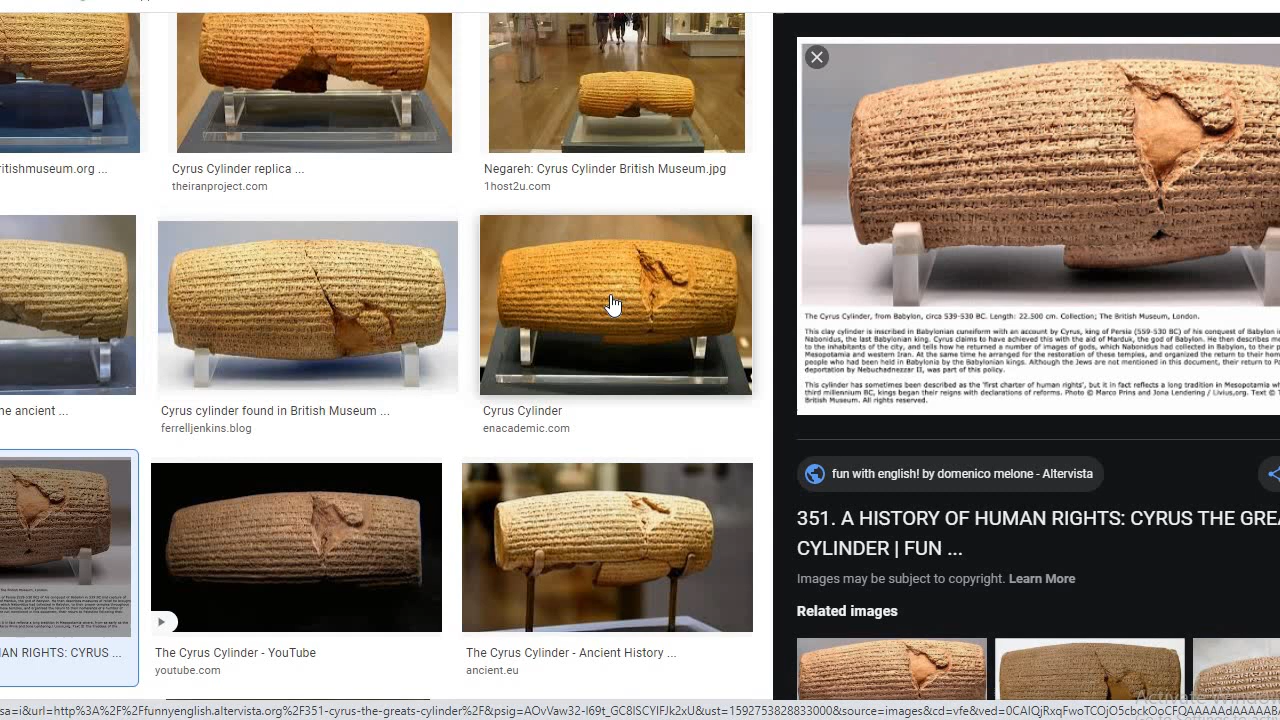 ritishmuseum.org ...
Cyrus Cylinder replica ...
theiranproject.com
Negareh: Cyrus Cylinder British Museum.jpg
1host2u.com
he ancient ...
Cyrus cylinder found in British Museum ...
ferrelljenkins.blog
Cyrus Cylinder
enacademic.com
AN RIGHTS: CYRUS ...
The Cyrus Cylinder - YouTube
youtube.com
The Cyrus Cylinder - Ancient History ...
ancient.eu
The Cyrus Cylinder, from Babylon, circa 539-530 BC. Length: 22.500 cm. Collection; The British Museum, London.
This clay cylinder is inscribed in Babylonian cuneiform with an account by Cyrus, king of Persia (559-530 BC) of his conquest of Babylon i
Nabonidus, the last Babylonian king. Cyrus claims to have achieved this with the aid of Marduk, the god of Babylon. He then describes me
to the inhabitants of the city, and tells how he returned a number of images of gods, which Nabonidus had collected in Babylon, to their p
Mesopotamia and western Iran. At the same time he arranged for the restoration of these temples, and organized the return to their hom
people who had been held in Babylonia by the Babylonian kings. Although the Jews are not mentioned in this document, their return to Pa
deportation by Nebuchadnezzar II, was part of this policy.
This cylinder has sometimes been described as the 'first charter of human rights', but it in fact reflects a long tradition in Mesopotamia wh
third millennium BC, kings began their reigns with declarations of reforms. Photo © Marco Prins and Jona Lendering / Livius,org. Text © T
British Museum. All rights reserved.
fun with english! by domenico melone - Altervista
351. A HISTORY OF HUMAN RIGHTS: CYRUS THE GREA
CYLINDER | FUN ...
Images may be subject to copyright. Learn More
Related images
Activate Windows